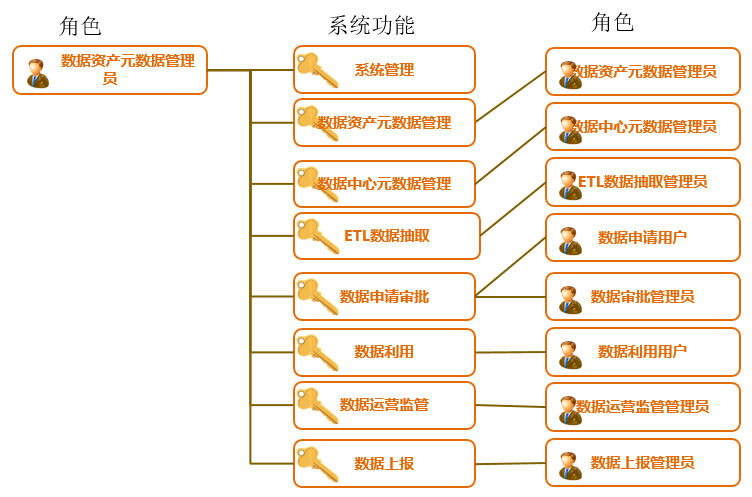 角色
系统功能
角色
数据资产元数据管理
员
系统管理
数据资产元数据管理员
数据资产元数据管理
数据中心元数据管理员
数据中心元数据管理
ETL数据抽取管理员
ETL数据抽取
数据申请用户
数据申请审批
数据审批管理员
数据利用
数据利用用户
数据运营监管
数据运营监管管理员
数据上报
数据上报管理员